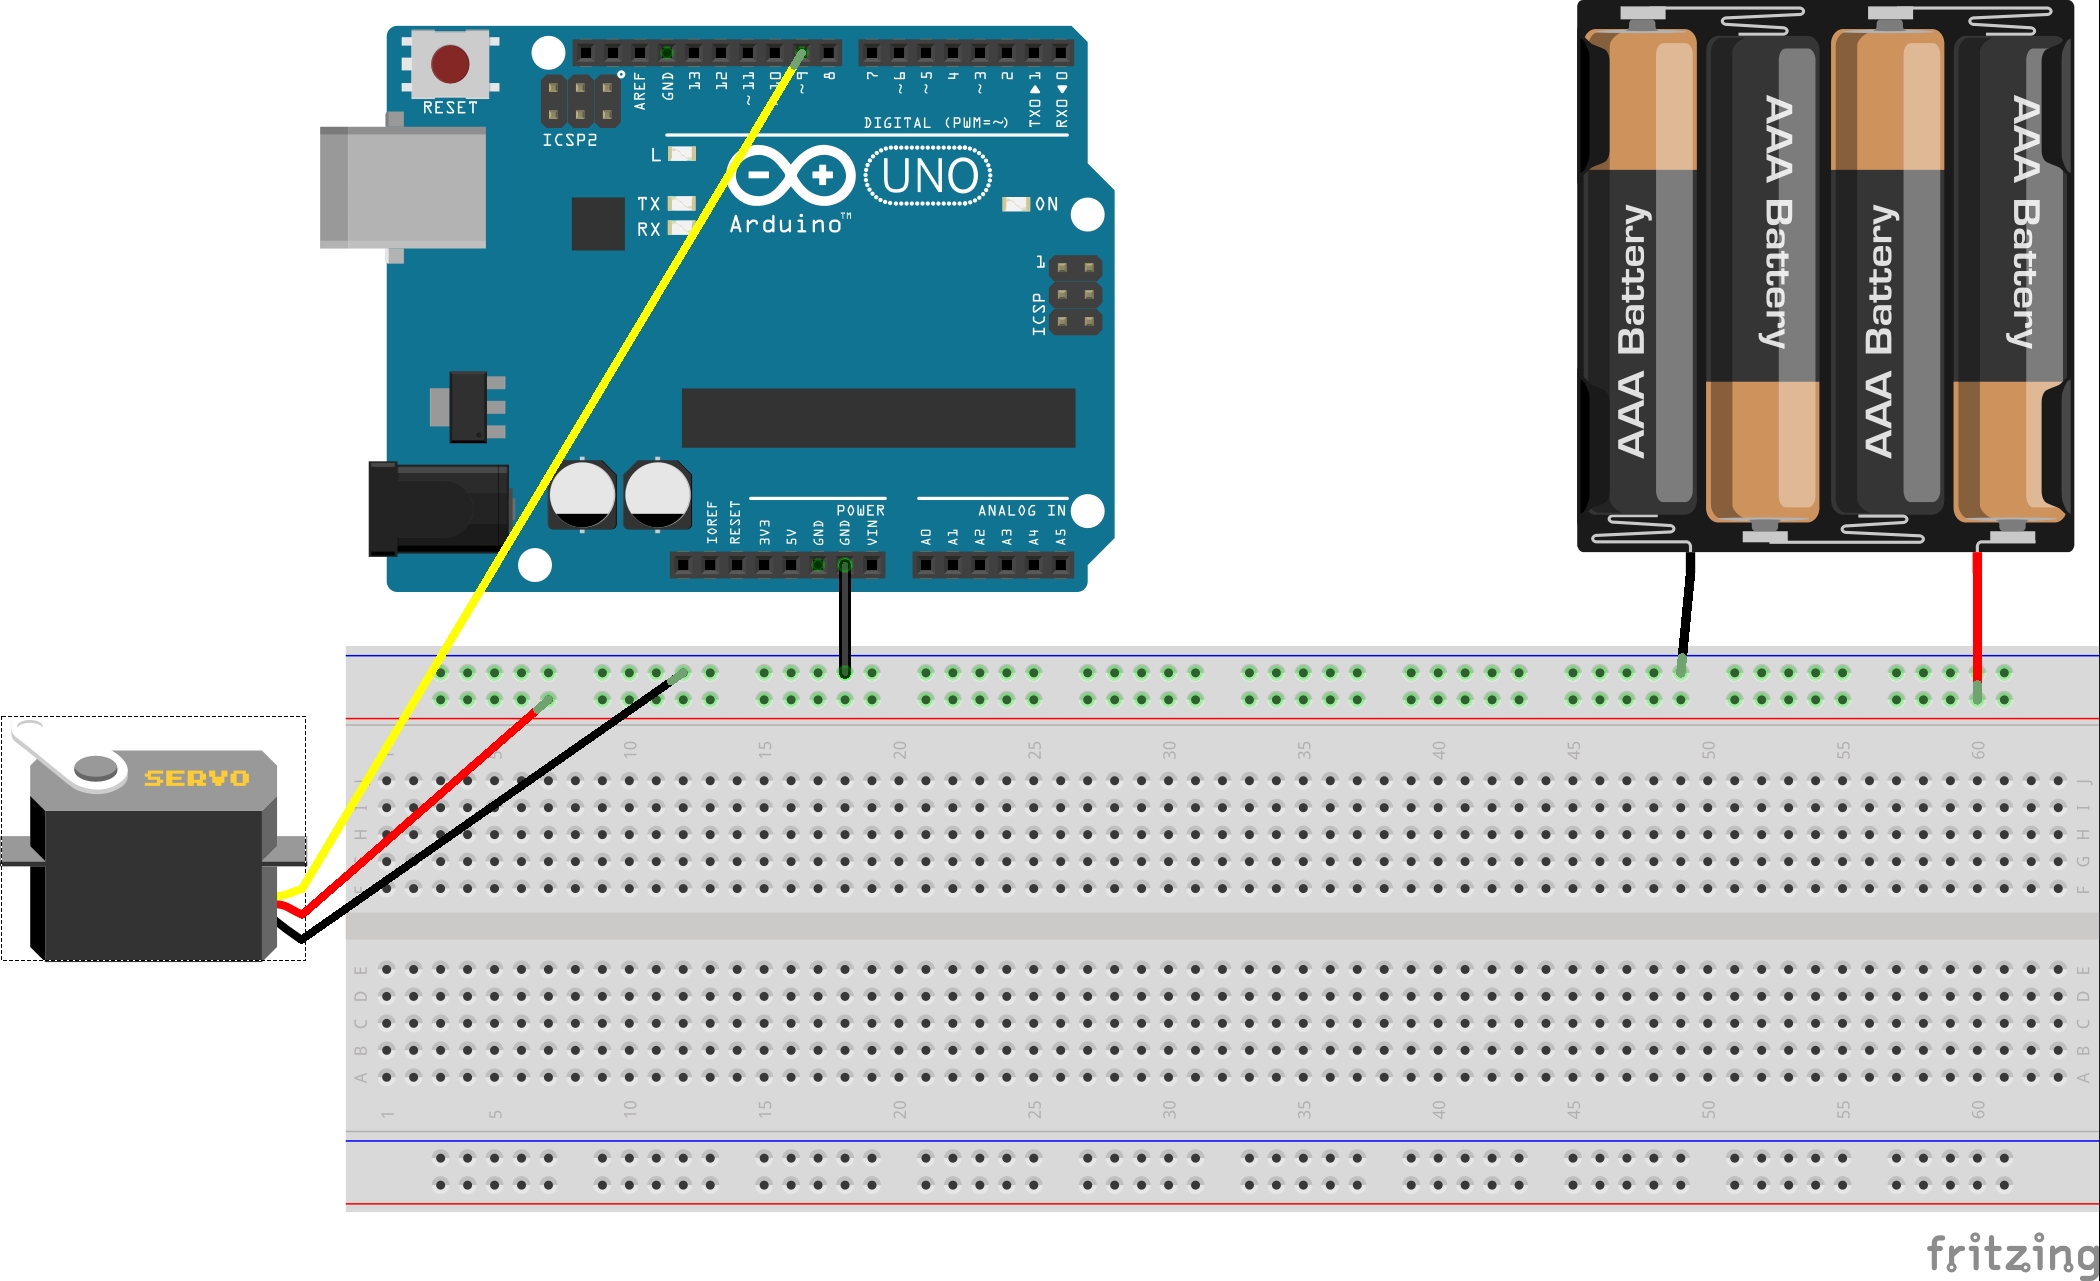 RESET
ICSP2
AREF
GND
13
12
~11
~9
8
7
~6
~5
4
~3
2
TX0 1
RX0 0
DIGITAL (PWM=~)
L
TX
RX
UNO
ON
Arduino™
1
ICSP
IOREF
RESET
3V3
5V
GND
GND
VIN
POWER
A0
A1
A2
A3
A4
A5
ANALOG IN
AAA Battery
AAA Battery
AAA Battery
AAA Battery
SERVO
10 15 20 25 30 35 40 45 50 55 60
J
I
H
H
G
F
E
E
D
D
C
C
B
B
A
A
1 5 10 15 20 25 30 35 40 45 50 55 60
fritzing